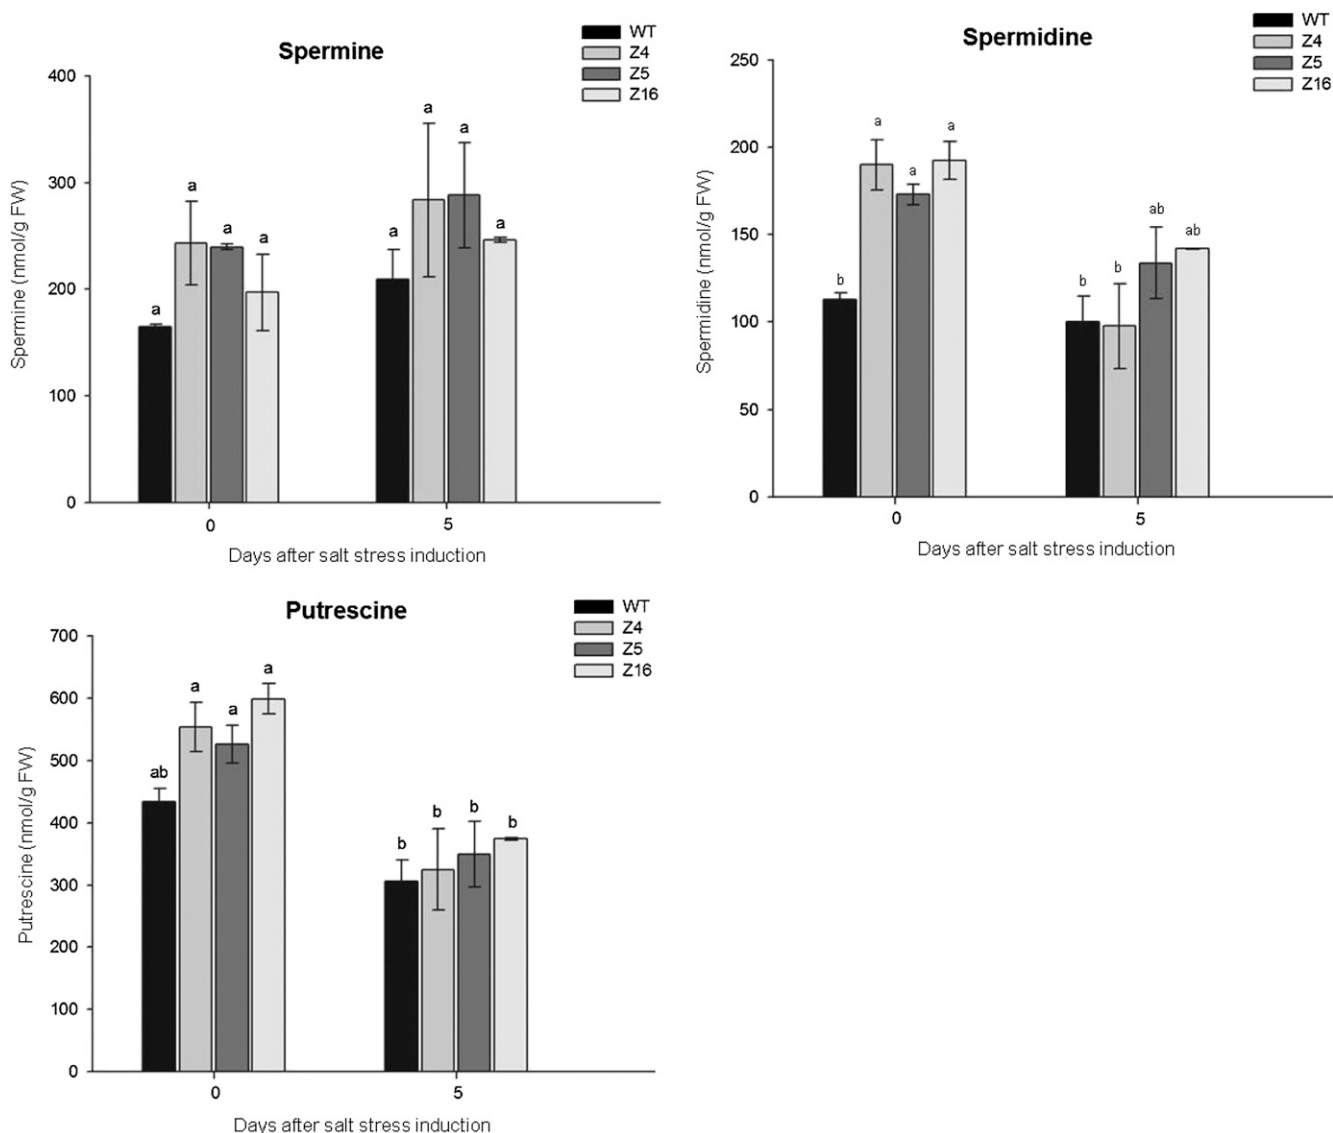 Spermine
WT
Z4
Z5
Z16
400
300
200
100
0
Spermine (nmol/g FW)
a
a
a
a
a
a
a
a
0
5
Days after salt stress induction
Spermidine
WT
Z4
Z5
Z16
250
200
150
100
50
0
Spermidine (nmol/g FW)
b
a
a
a
b
b
ab
ab
0
5
Days after salt stress induction
Putrescine
WT
Z4
Z5
Z16
700
600
500
400
300
200
100
0
Putrescine (nmol/g FW)
ab
a
a
a
b
b
b
b
0
5
Days after salt stress induction